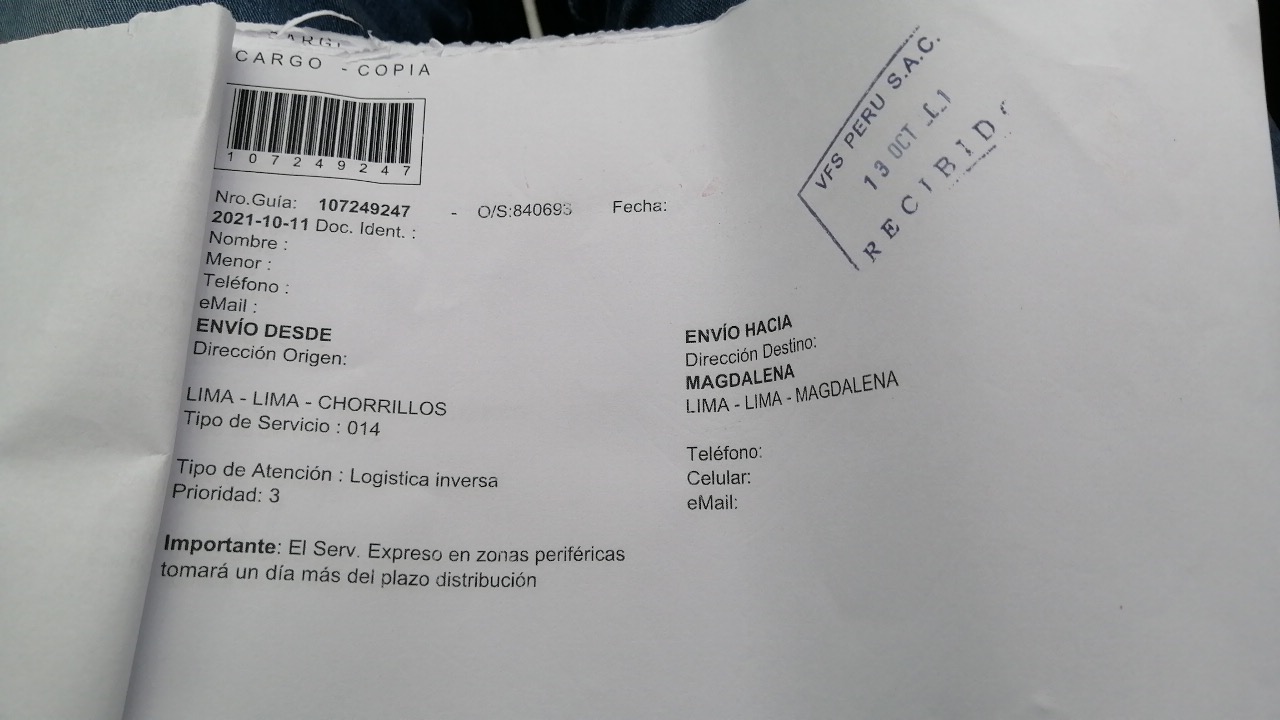 CARGO - COPIA
107249247
Nro.Guía: 107249247 - O/S:840693 Fecha:
2021-10-11 Doc. Ident. :
Nombre :
Menor :
Teléfono :
eMail :
ENVÍO DESDE
Dirección Origen:
LIMA - LIMA - CHORRILLOS
Tipo de Servicio : 014
Tipo de Atención : Logistica inversa
Prioridad: 3
Importante: El Serv. Expreso en zonas periféricas
tomará un día más del plazo distribución
ENVÍO HACIA
Dirección Destino:
MAGDALENA
LIMA - LIMA - MAGDALENA
Teléfono:
Celular:
eMail:
VFS PERU S.A.C.
13 OCT
RECIBID